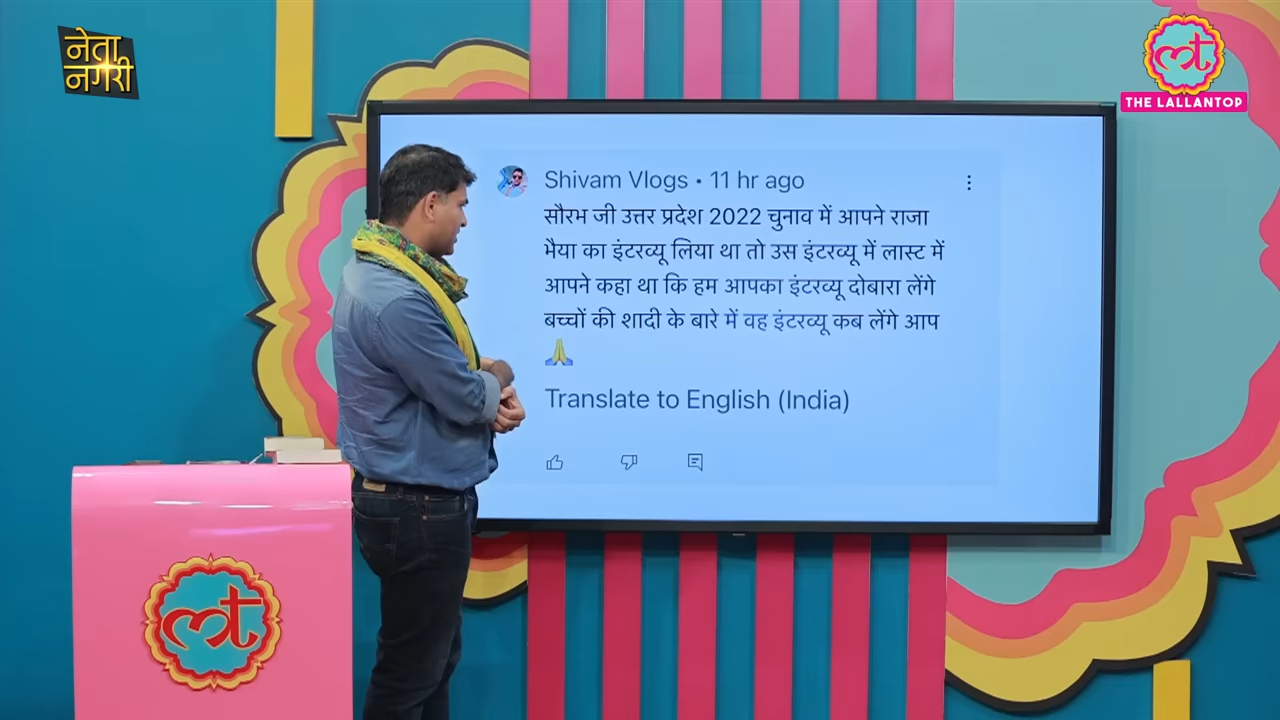 नेता
नगरी
THE LALLANTOP
Shivam Vlogs • 11 hr ago
सौरभ जी उत्तर प्रदेश 2022 चुनाव में आपने राजा
भैया का इंटरव्यू लिया था तो उस इंटरव्यू में लास्ट में
आपने कहा था कि हम आपका इंटरव्यू दोबारा लेंगे
बच्चों की शादी के बारे में वह इंटरव्यू कब लेंगे आप
🙏
Translate to English (India)